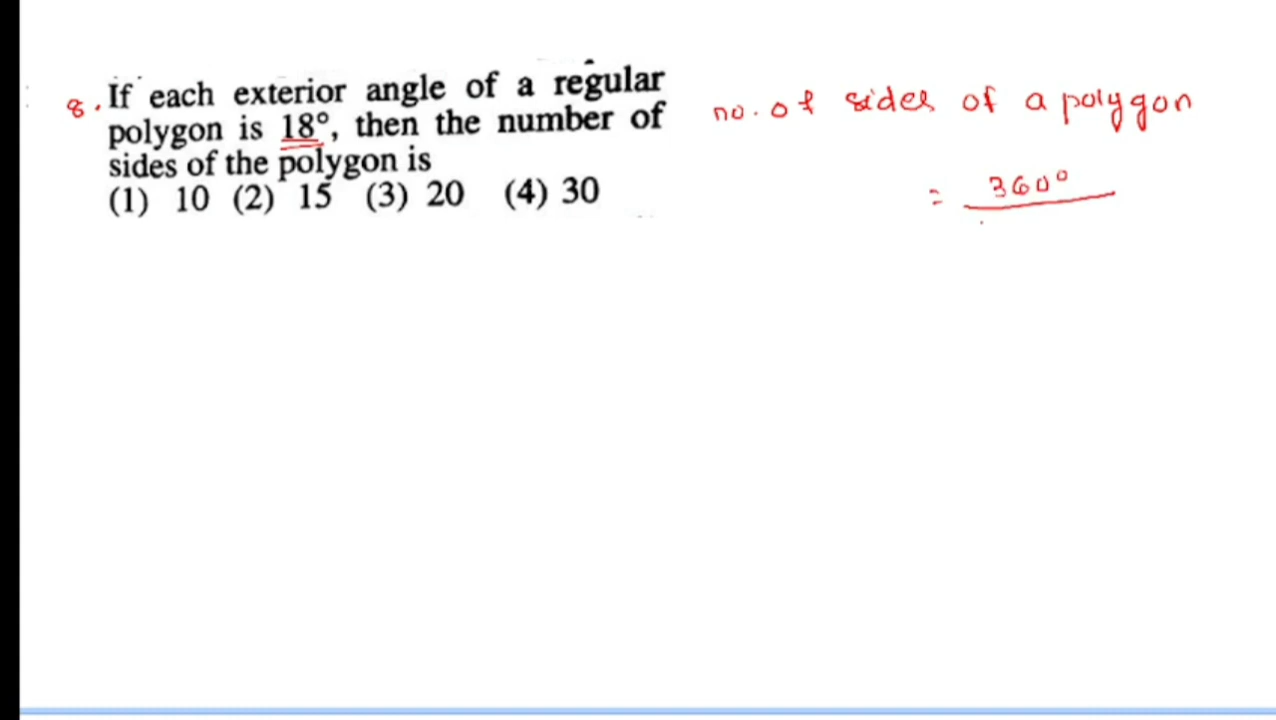 8. If each exterior angle of a regular
polygon is 18°, then the number of
sides of the polygon is
(1) 10 (2) 15 (3) 20 (4) 30
no. of sides of a polygon
= 360°